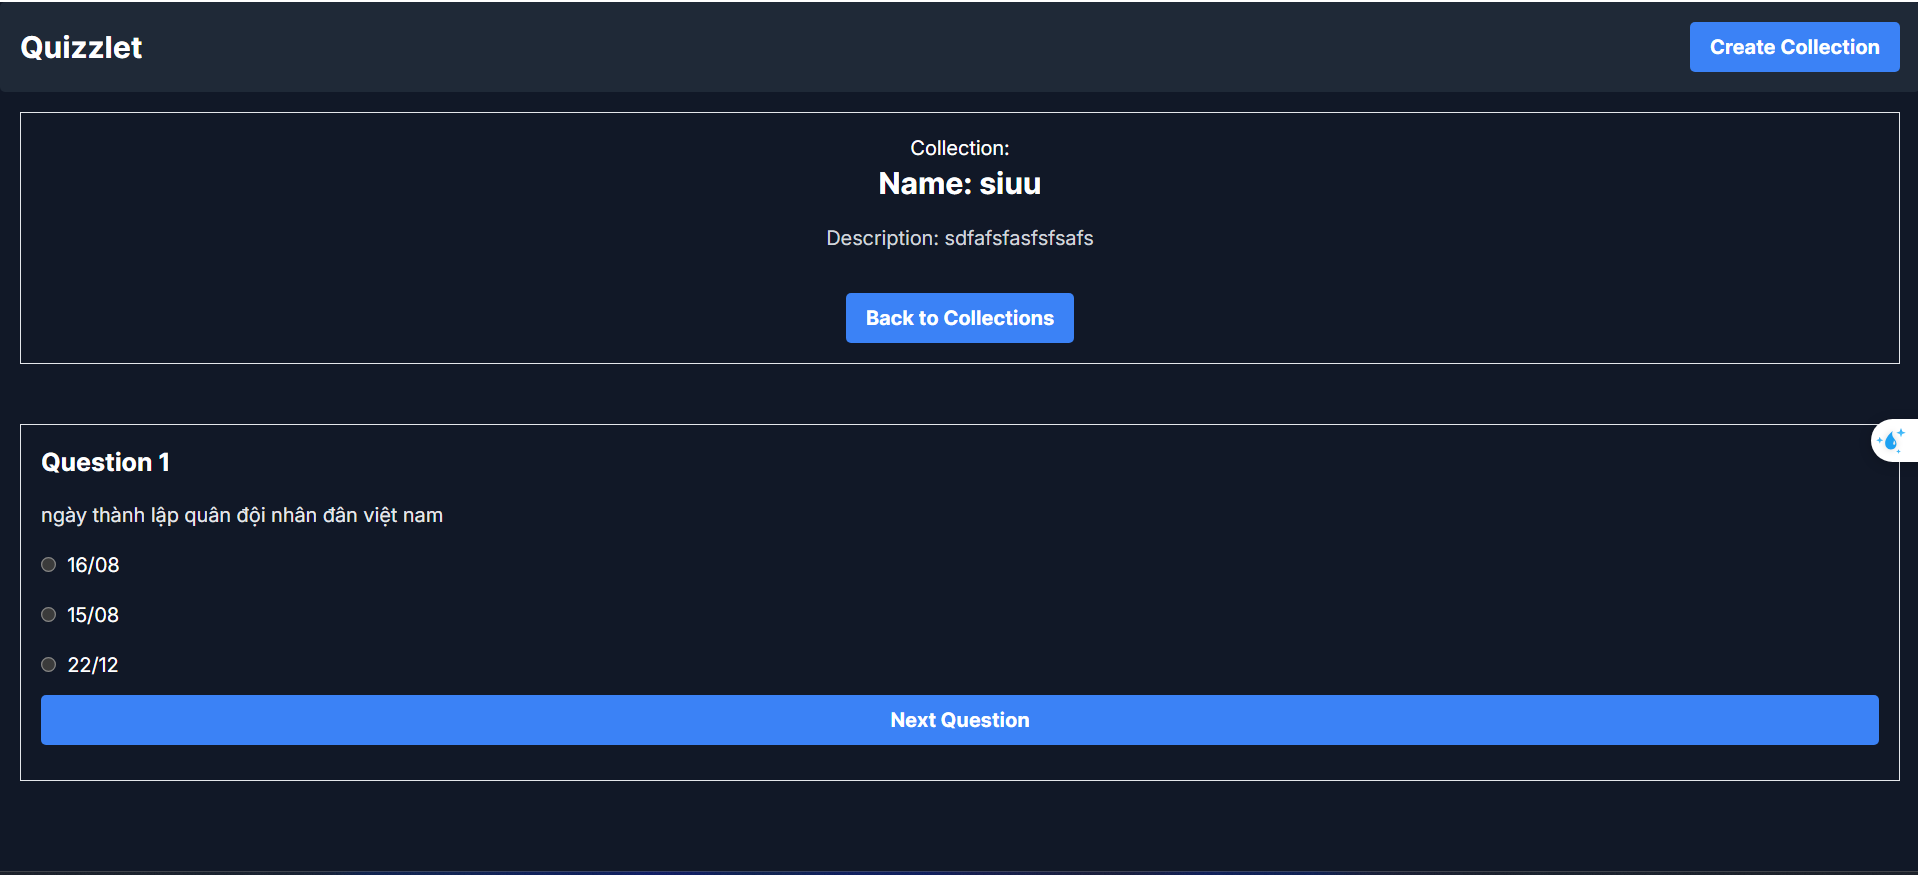 Quizzlet
Create Collection
Collection:
Name: siuu
Description: sdfafsfasfsfsafs
Back to Collections
Question 1
ngày thành lập quân đội nhân đân việt nam
16/08
15/08
22/12
Next Question